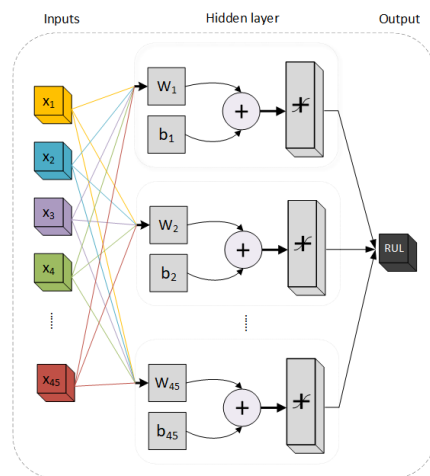 Inputs
Hidden layer
Output
x1
x2
x3
x4
x45
W1
+
b1
W2
+
b2
W45
+
b45
RUL